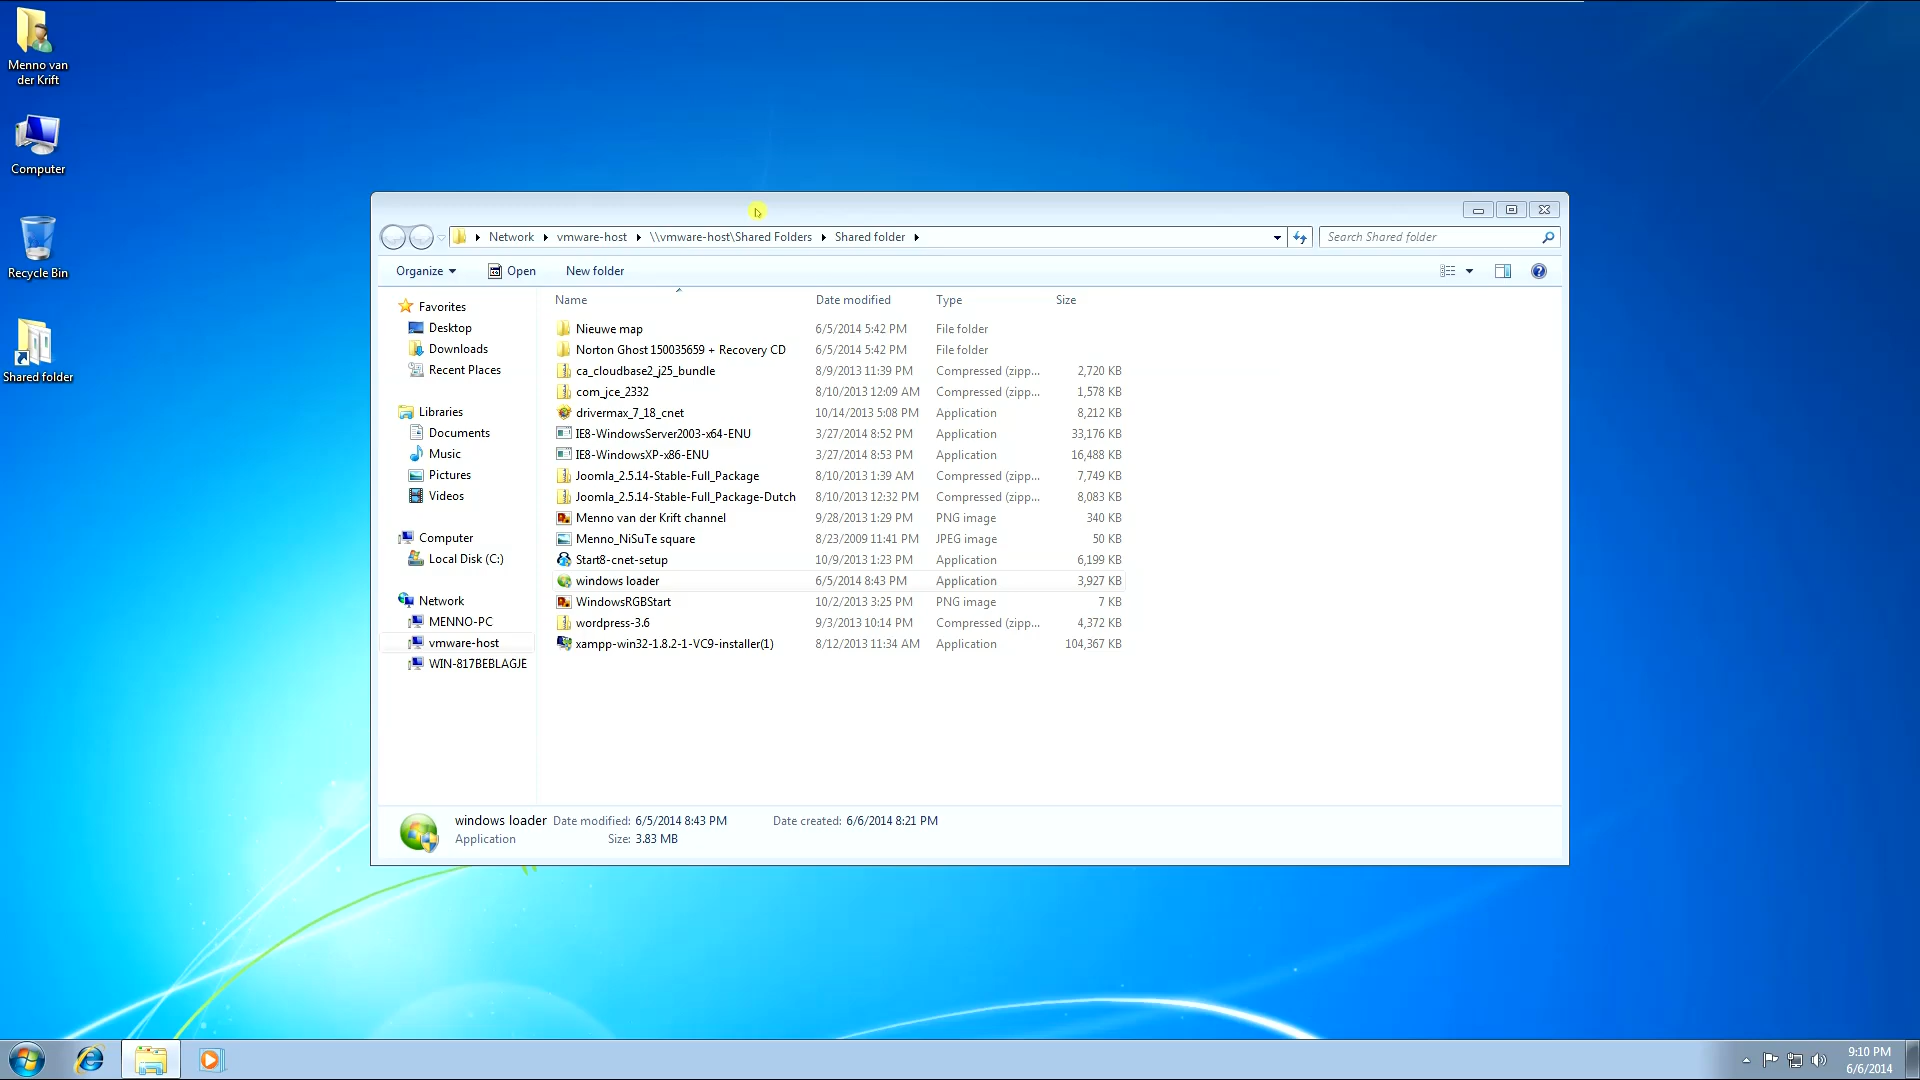 Menno van
der Krift
Computer
Recycle Bin
Shared folder
Network vmware-host \\vmware-host\Shared Folders Shared folder
Search Shared folder
Organize Open New folder
Favorites
Desktop
Downloads
Recent Places
Libraries
Documents
Music
Pictures
Videos
Computer
Local Disk (C:)
Network
MENNO-PC
vmware-host
WIN-817BEBLAGJE
Name Date modified Type Size
Nieuwe map 6/5/2014 5:42 PM File folder
Norton Ghost 150035659 + Recovery CD 6/5/2014 5:42 PM File folder
ca_cloudbase2_j25_bundle 8/9/2013 11:39 PM Compressed (zipp... 2,720 KB
com_jce_2332 8/10/2013 12:09 AM Compressed (zipp... 1,578 KB
drivermax_7_18_cnet 10/14/2013 5:08 PM Application 8,212 KB
IE8-WindowsServer2003-x64-ENU 3/27/2014 8:52 PM Application 33,176 KB
IE8-WindowsXP-x86-ENU 3/27/2014 8:53 PM Application 16,488 KB
Joomla_2.5.14-Stable-Full_Package 8/10/2013 1:39 AM Compressed (zipp... 7,749 KB
Joomla_2.5.14-Stable-Full_Package-Dutch 8/10/2013 12:32 PM Compressed (zipp... 8,083 KB
Menno van der Krift channel 9/28/2013 1:29 PM PNG image 340 KB
Menno_NiSuTe square 8/23/2009 11:41 PM JPEG image 50 KB
Start8-cnet-setup 10/9/2013 1:23 PM Application 6,199 KB
windows loader 6/5/2014 8:43 PM Application 3,927 KB
WindowsRGBStart 10/2/2013 3:25 PM PNG image 7 KB
wordpress-3.6 9/3/2013 10:14 PM Compressed (zipp... 4,372 KB
xampp-win32-1.8.2-1-VC9-installer(1) 8/12/2013 11:34 AM Application 104,367 KB
windows loader Date modified: 6/5/2014 8:43 PM Date created: 6/6/2014 8:21 PM
Application Size: 3.83 MB
9:10 PM
6/6/2014